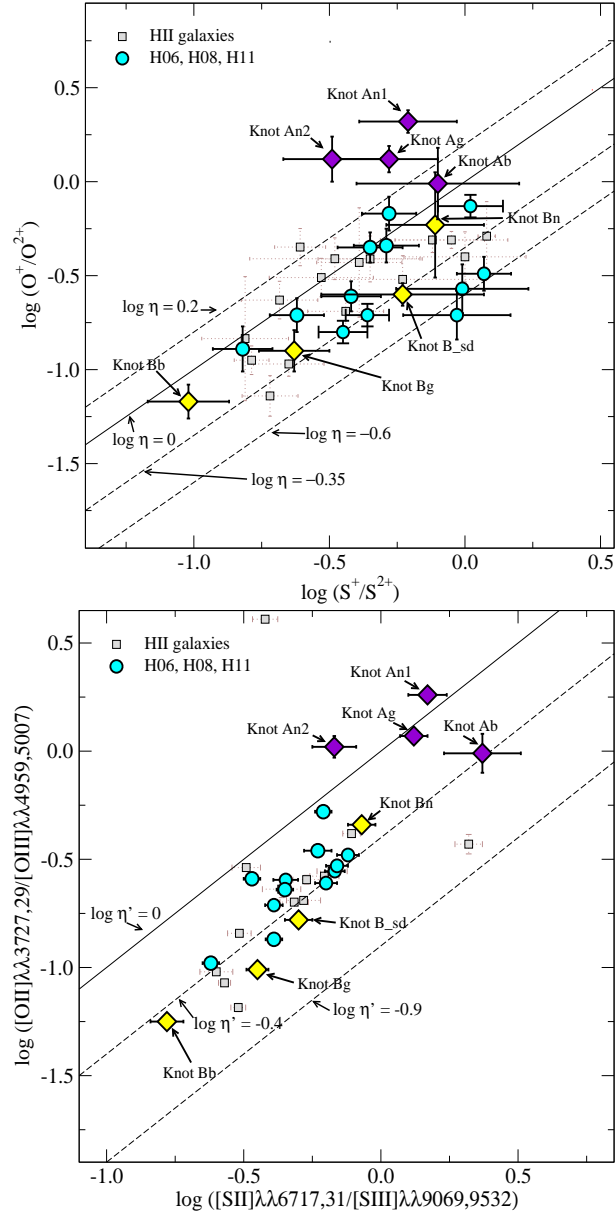 HII galaxies
H06, H08, H11
0.5
Knot An1
Knot An2
Knot Ag
Knot Ab
0.0
Knot Bn
log (O⁺/O²⁺)
-0.5
log η = 0.2
Knot B_sd
Knot Bb
Knot Bg
-1.0
log η = 0
log η = −0.6
log η = −0.35
-1.5
-1.0 -0.5 0.0 0.5
log (S⁺/S²⁺)
HII galaxies
H06, H08, H11
0.5
Knot An1
Knot Ag
Knot An2
Knot Ab
0.0
Knot Bn
log ([OII]λλ3727,29/[OIII]λλ4959,5007)
-0.5
log η’ = 0
Knot B_sd
Knot Bg
-1.0
log η’ = -0.4
log η’ = -0.9
Knot Bb
-1.5
-1.0 -0.5 0.0 0.5
log ([SII]λλ6717,31/[SIII]λλ9069,9532)